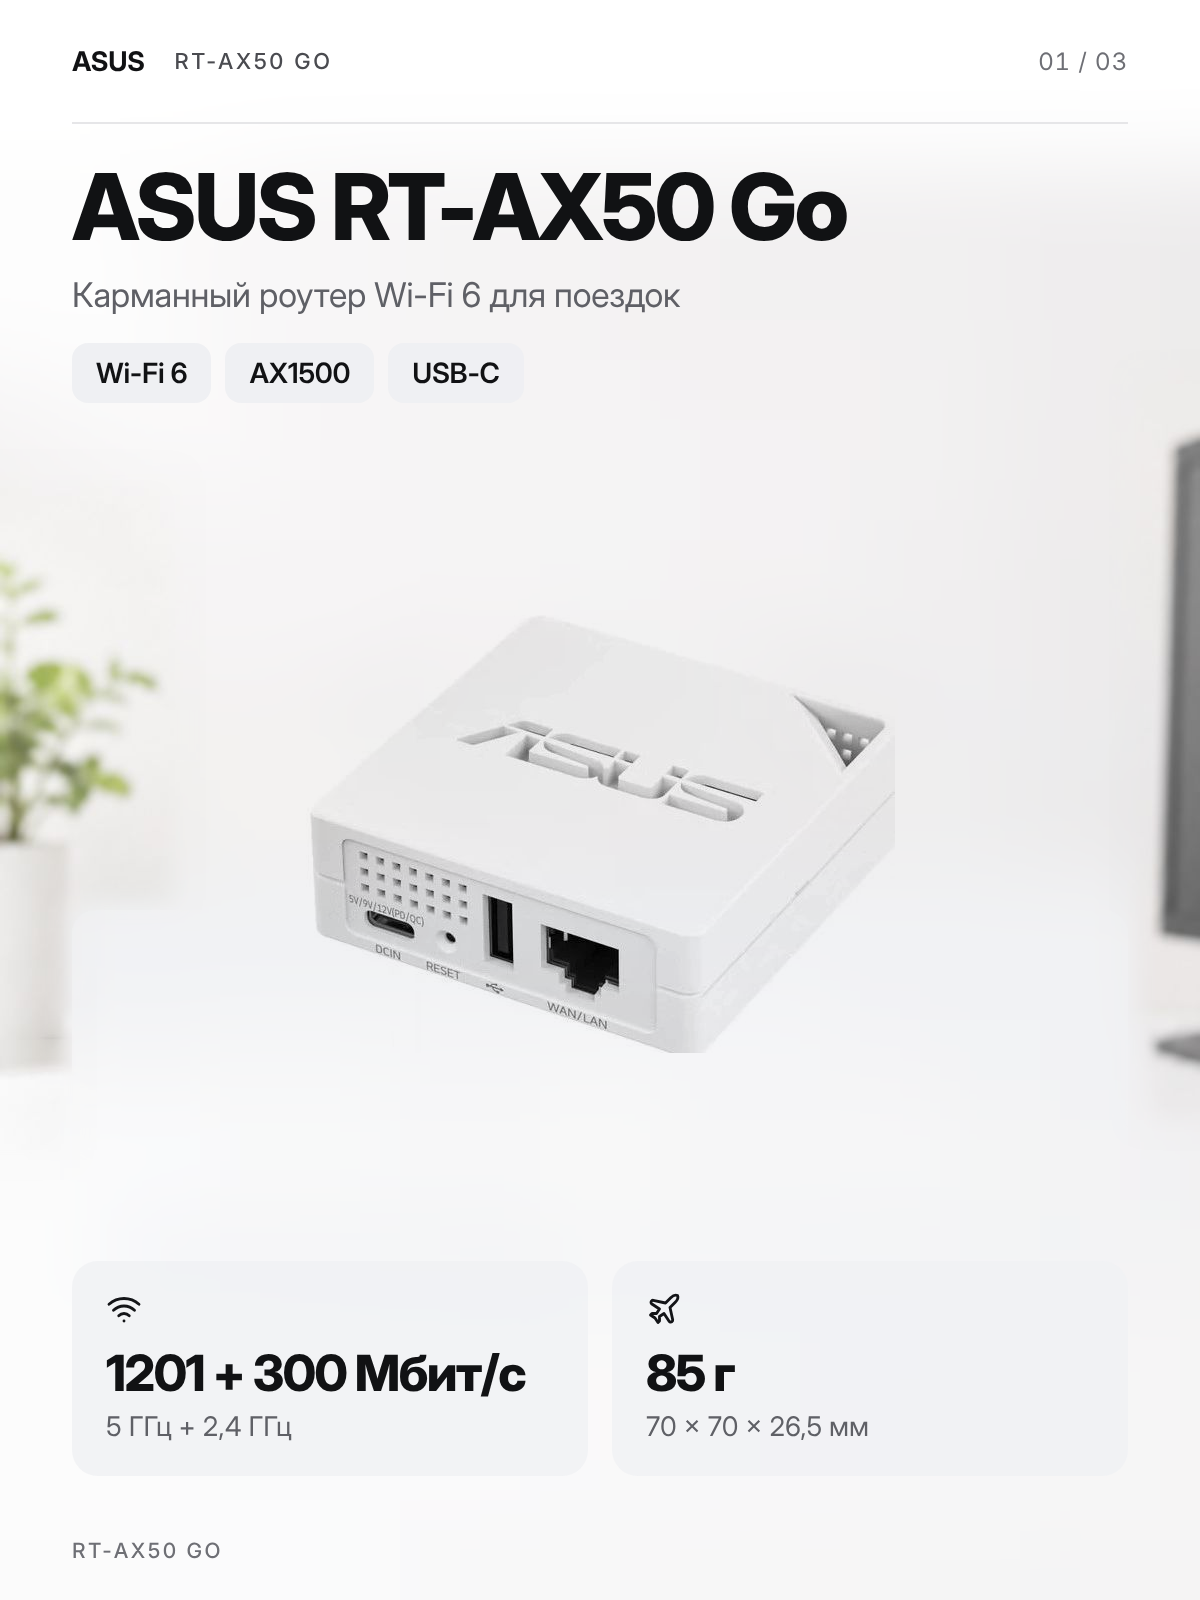 ASUS RT-AX50 GO 01 / 03
ASUS RT-AX50 Go
Карманный роутер Wi-Fi 6 для поездок
Wi-Fi 6 AX1500 USB-C
ASUS
5V/9V/12V(PD/QC)
DCIN RESET WAN/LAN
1201 + 300 Мбит/с
5 ГГц + 2,4 ГГц
85 г
70 × 70 × 26,5 мм
RT-AX50 GO